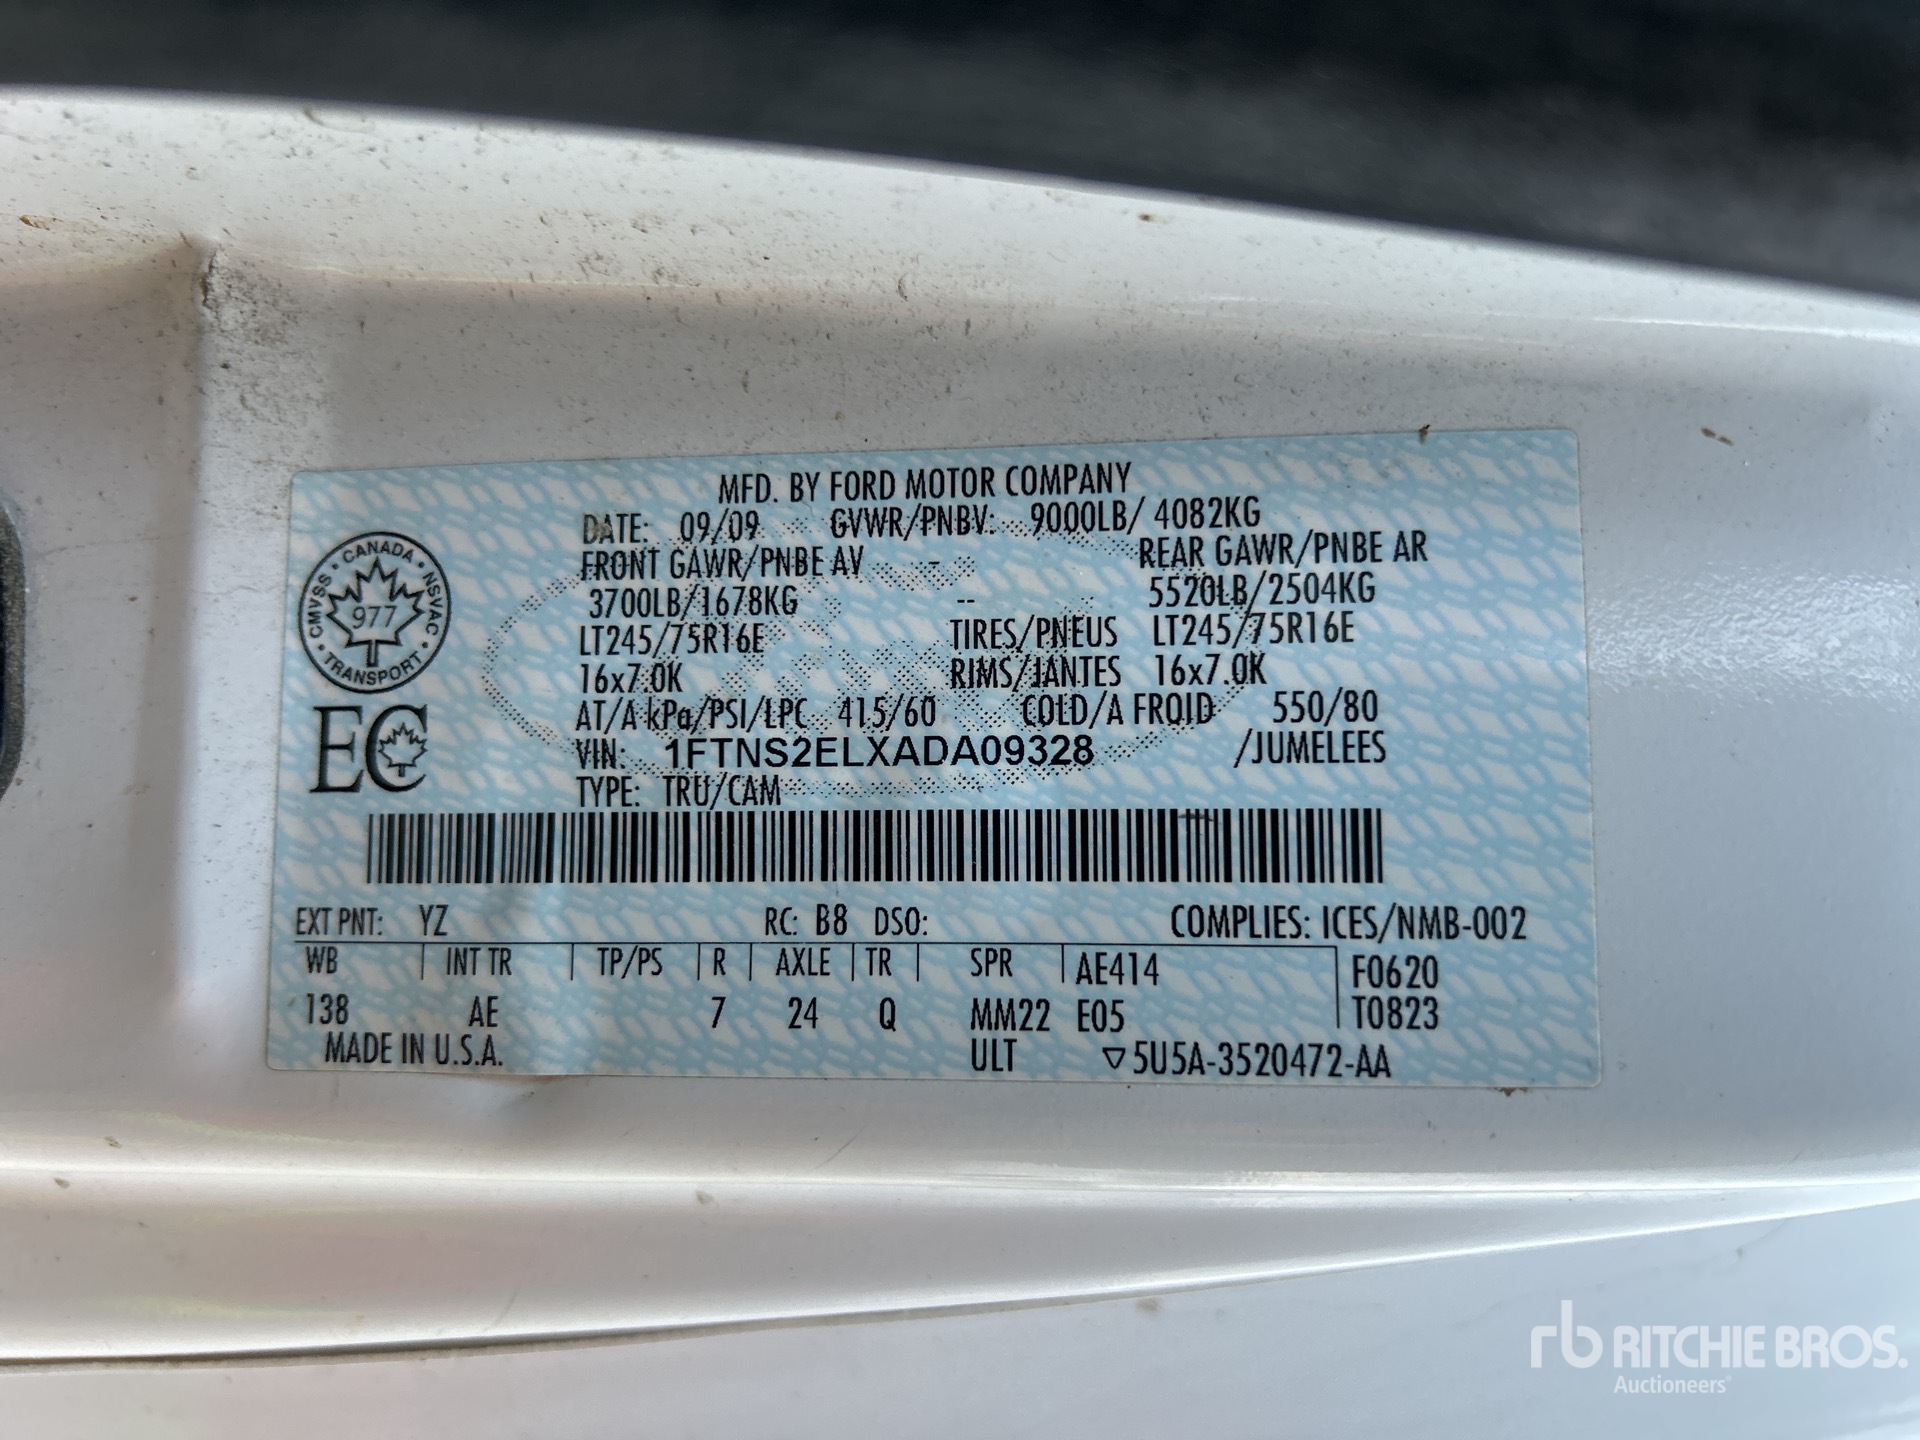 MFD. BY FORD MOTOR COMPANY
DATE: 09/09 GVWR/PNBV: 9000LB/ 4082KG
FRONT GAWR/PNBE AV - REAR GAWR/PNBE AR
3700LB/1678KG -- 5520LB/2504KG
LT245/75R16E TIRES/PNEUS LT245/75R16E
16x7.0K RIMS/JANTES 16x7.0K
AT/A kPa/PSI/LPC 415/60 COLD/A FROID 550/80
VIN: 1FTNS2ELXADA09328 /JUMELEES
TYPE: TRU/CAM
CANADA · NSVAC · TRANSPORT · CMVSS ·
977
EC
EXT PNT: YZ RC: B8 DSO: COMPLIES: ICES/NMB-002
WB | INT TR | TP/PS | R | AXLE | TR | SPR | AE414 F0620
138 AE 7 24 Q MM22 E05 T0823
MADE IN U.S.A. ULT ▽5U5A-3520472-AA
rb RITCHIE BROS.
Auctioneers